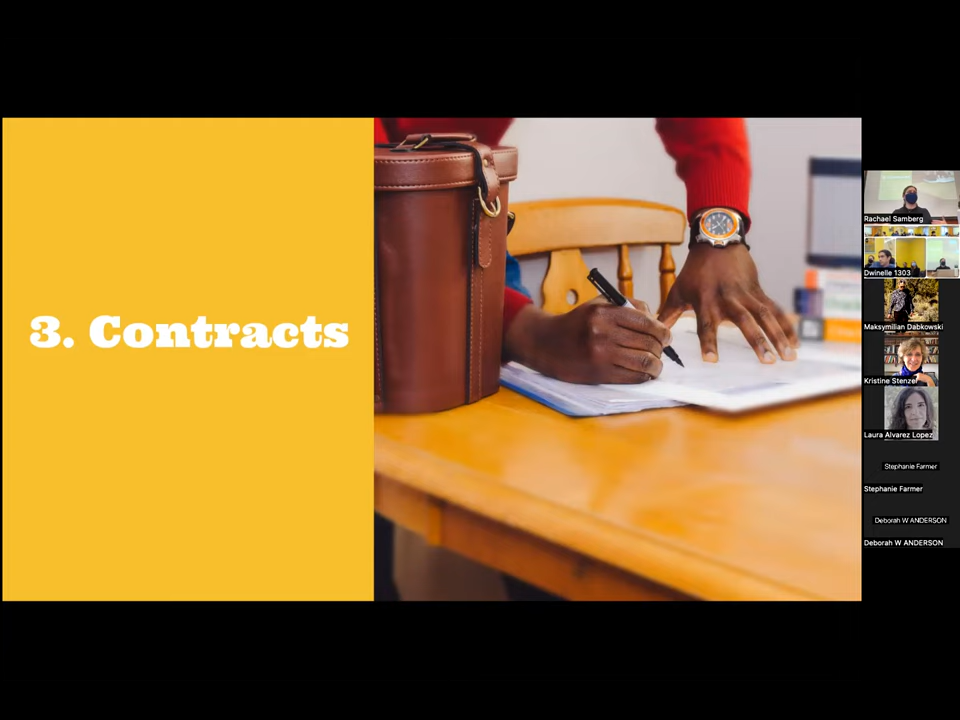 3. Contracts
Rachael Samberg
Dwinelle 1303
Maksymilian Dabkowski
Kristine Stenzel
Laura Alvarez Lopez
Stephanie Farmer
Stephanie Farmer
Deborah W ANDERSON
Deborah W ANDERSON